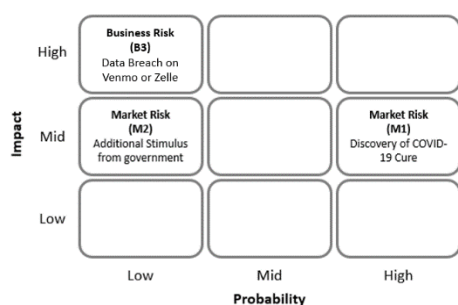 Business Risk
(B3)
Data Breach on
Venmo or Zelle
High
Impact
Mid
Market Risk
(M2)
Additional Stimulus
from government
Market Risk
(M1)
Discovery of COVID-
19 Cure
Low
Low
Mid
High
Probability